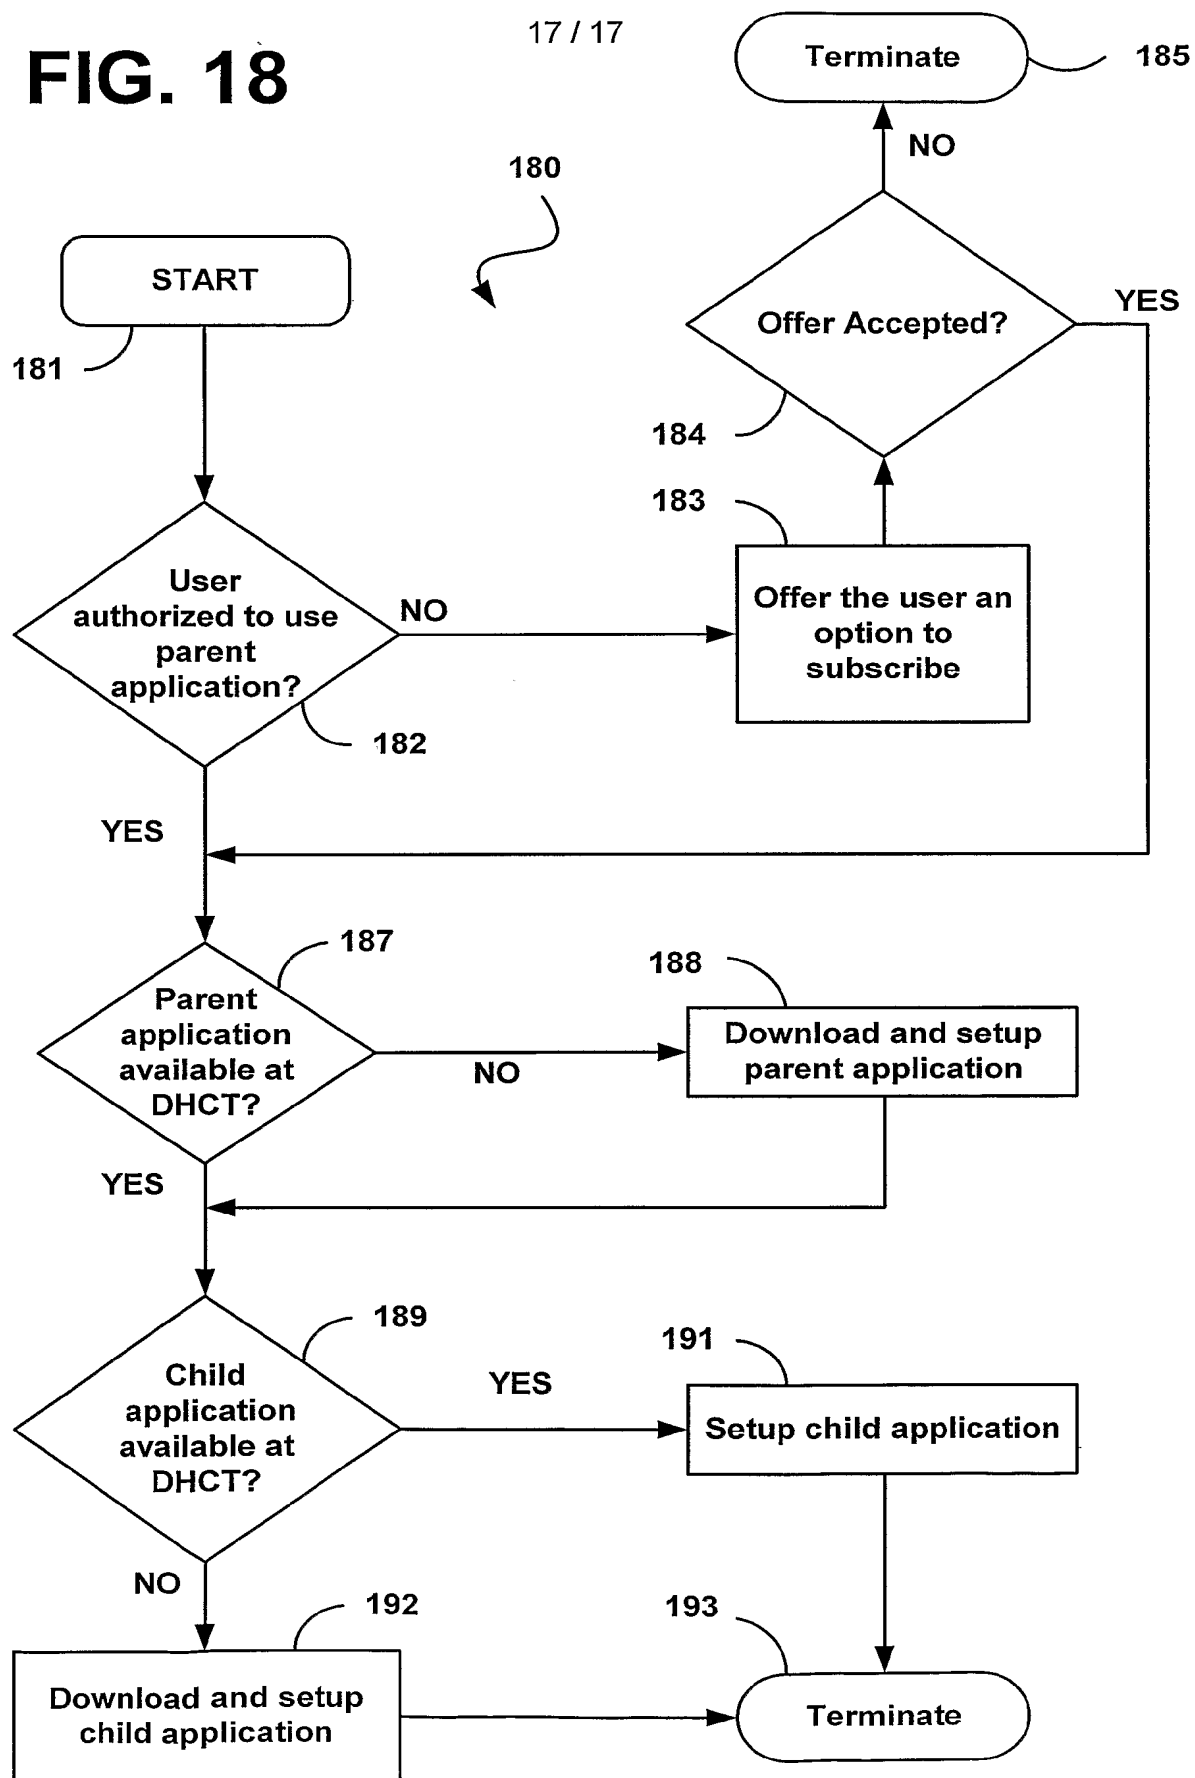 17 / 17
FIG. 18
Terminate
185
NO
180
START
181
Offer Accepted?
YES
184
183
User
authorized to use
parent
application?
NO
182
Offer the user an
option to
subscribe
YES
187
Parent
application
available at
DHCT?
NO
188
Download and setup
parent application
YES
189
Child
application
available at
DHCT?
YES
191
Setup child application
NO
192
Download and setup
child application
193
Terminate